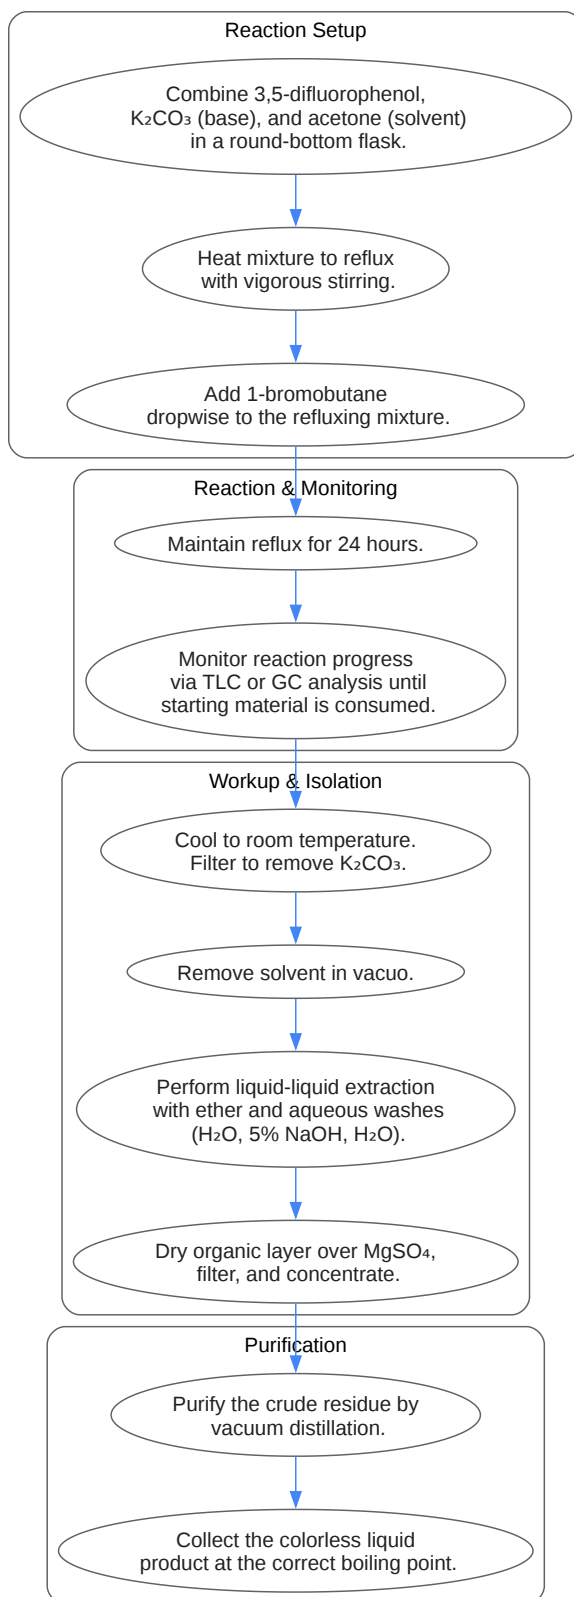 Reaction Setup
Combine 3,5-difluorophenol,
K₂CO₃ (base), and acetone (solvent)
in a round-bottom flask.
Heat mixture to reflux
with vigorous stirring.
Add 1-bromobutane
dropwise to the refluxing mixture.
Reaction & Monitoring
Maintain reflux for 24 hours.
Monitor reaction progress
via TLC or GC analysis until
starting material is consumed.
Workup & Isolation
Cool to room temperature.
Filter to remove K₂CO₃.
Remove solvent in vacuo.
Perform liquid-liquid extraction
with ether and aqueous washes
(H₂O, 5% NaOH, H₂O).
Dry organic layer over MgSO₄,
filter, and concentrate.
Purification
Purify the crude residue by
vacuum distillation.
Collect the colorless liquid
product at the correct boiling point.